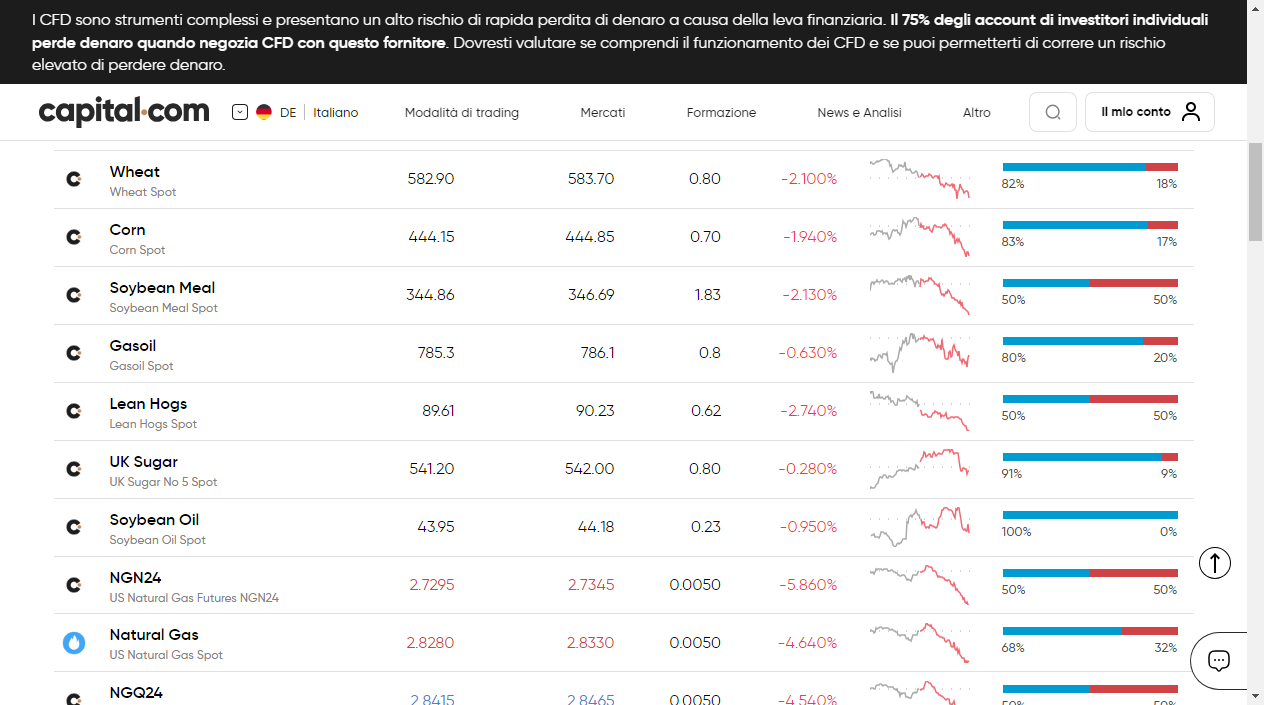 I CFD sono strumenti complessi e presentano un alto rischio di rapida perdita di denaro a causa della leva finanziaria. Il 75% degli account di investitori individuali
perde denaro quando negozia CFD con questo fornitore. Dovresti valutare se comprendi il funzionamento dei CFD e se puoi permetterti di correre un rischio
elevato di perdere denaro.
capital.com DE Italiano Modalità di trading Mercati Formazione News e Analisi Altro Il mio conto
Wheat 582.90 583.70 0.80 -2.100%
Wheat Spot 82% 18%
Corn 444.15 444.85 0.70 -1.940%
Corn Spot 83% 17%
Soybean Meal 344.86 346.69 1.83 -2.130%
Soybean Meal Spot 50% 50%
Gasoil 785.3 786.1 0.8 -0.630%
Gasoil Spot 80% 20%
Lean Hogs 89.61 90.23 0.62 -2.740%
Lean Hogs Spot 50% 50%
UK Sugar 541.20 542.00 0.80 -0.280%
UK Sugar No 5 Spot 91% 9%
Soybean Oil 43.95 44.18 0.23 -0.950%
Soybean Oil Spot 100% 0%
NGN24 2.7295 2.7345 0.0050 -5.860%
US Natural Gas Futures NGN24 50% 50%
Natural Gas 2.8280 2.8330 0.0050 -4.640%
US Natural Gas Spot 68% 32%
NGQ24 2.8415 2.8465 0.0050 -4.540%